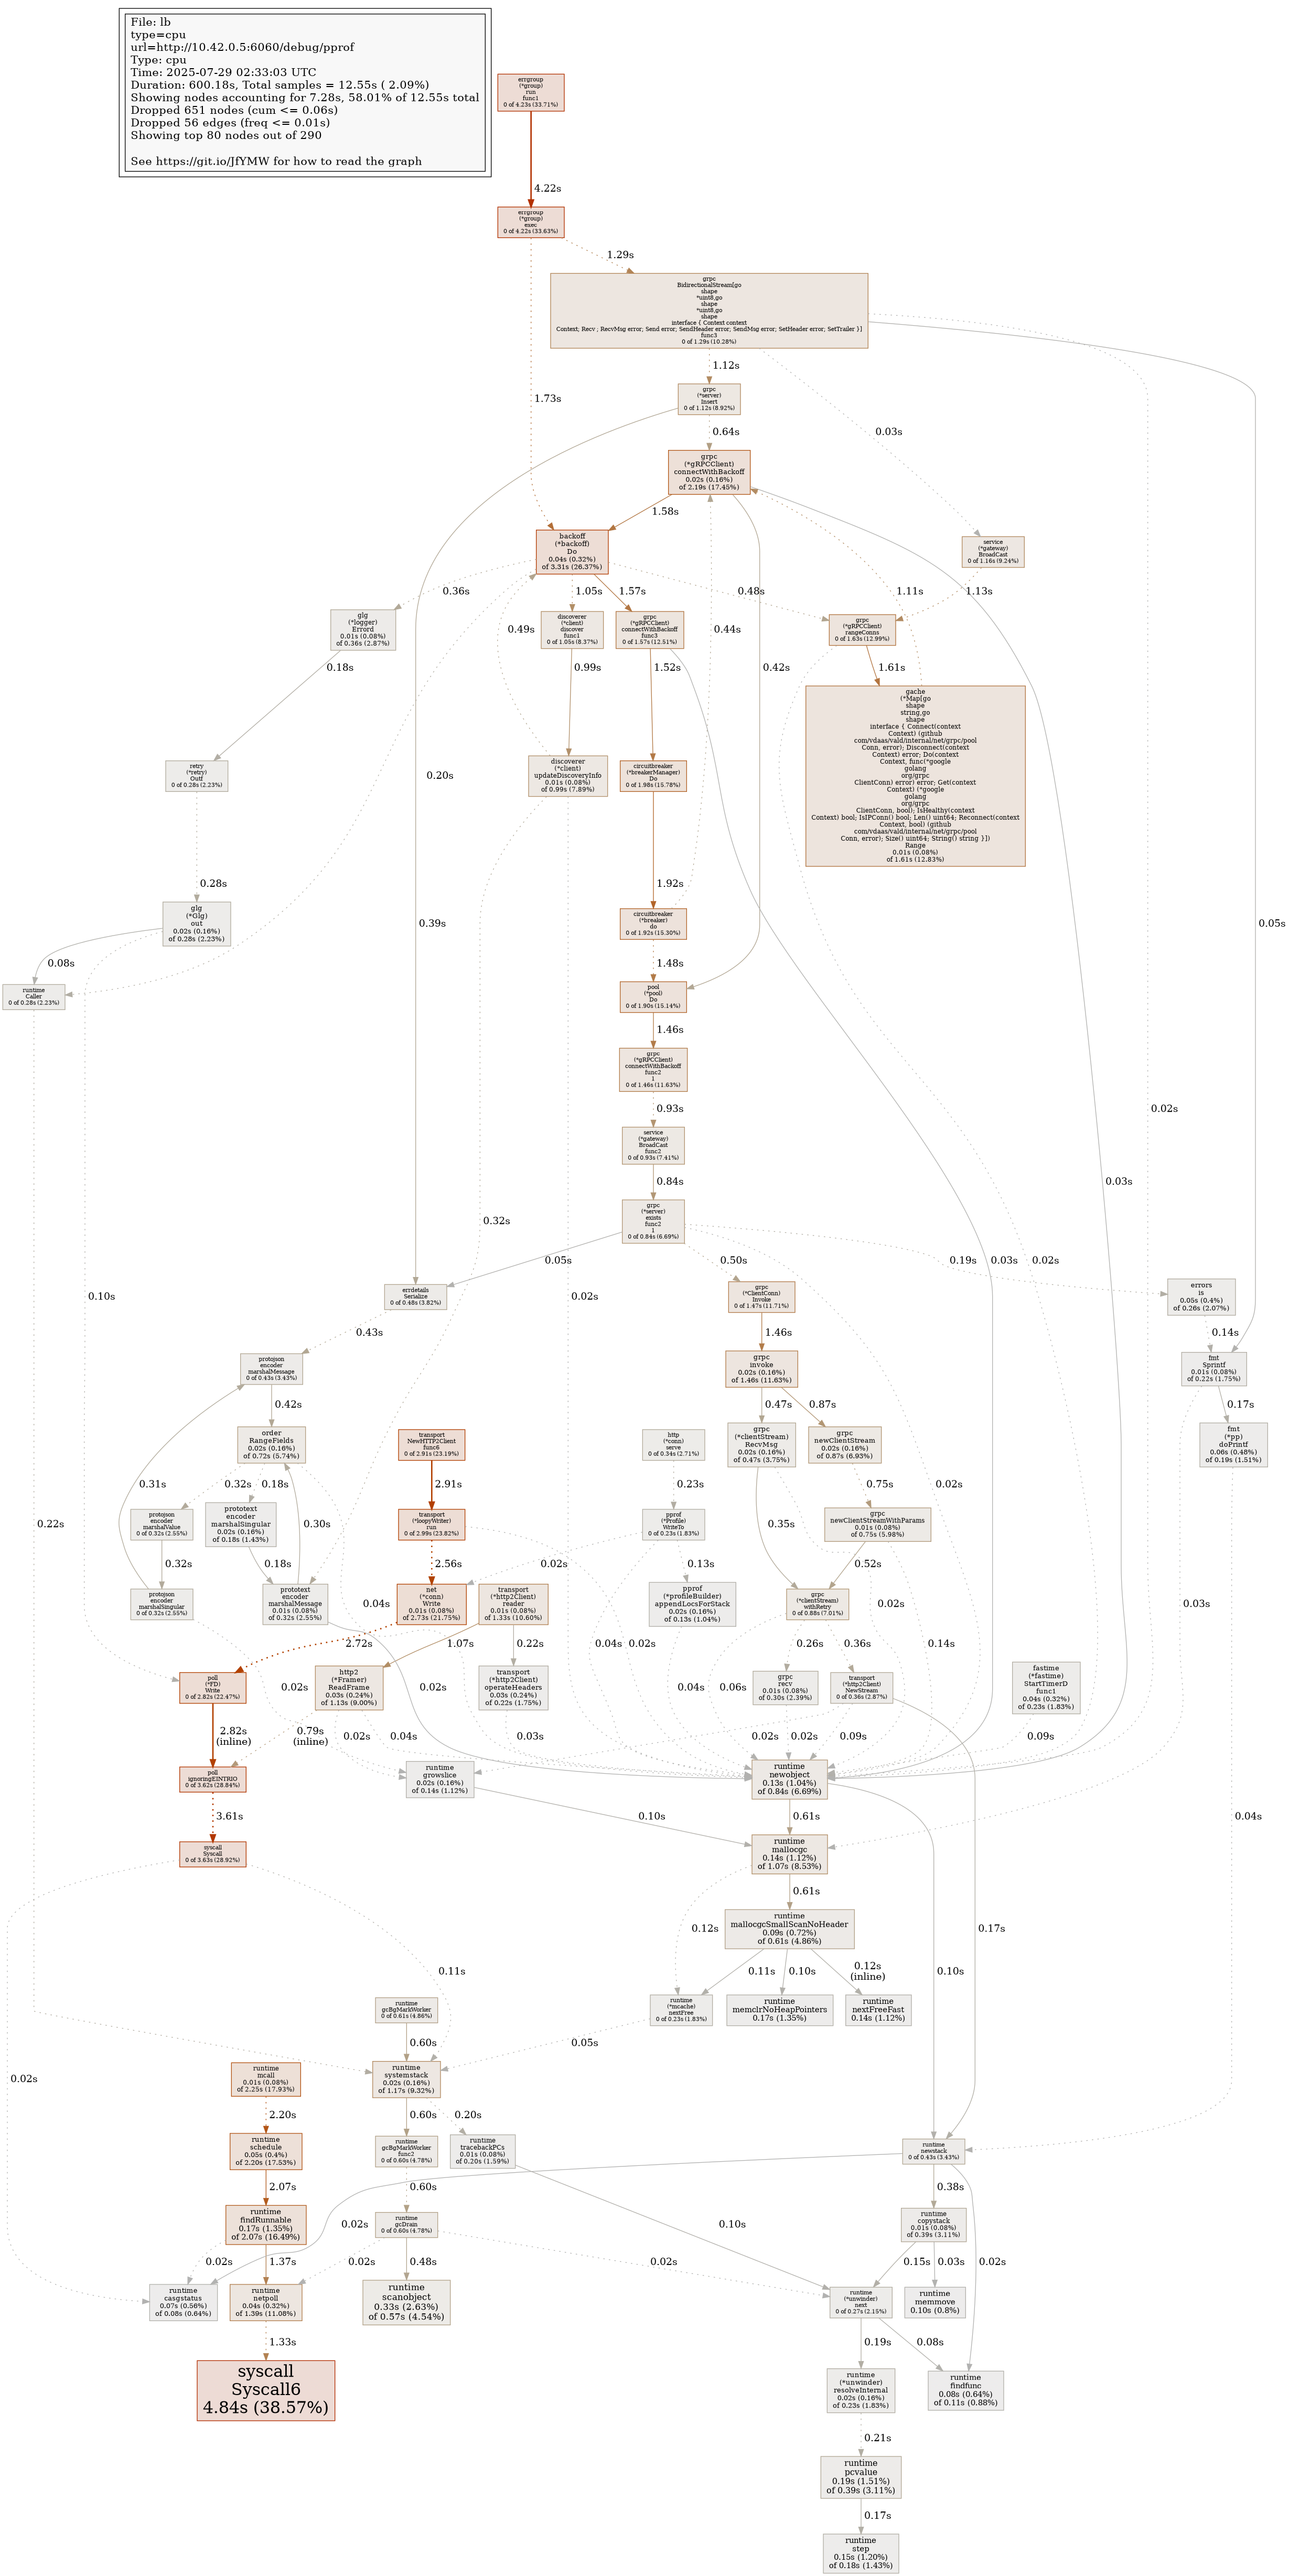 File: lb
type=cpu
url=http://10.42.0.5:6060/debug/pprof
Type: cpu
Time: 2025-07-29 02:33:03 UTC
Duration: 600.18s, Total samples = 12.55s ( 2.09%)
Showing nodes accounting for 7.28s, 58.01% of 12.55s total
Dropped 651 nodes (cum <= 0.06s)
Dropped 56 edges (freq <= 0.01s)
Showing top 80 nodes out of 290
See https://git.io/JfYMW for how to read the graph
errgroup
(*group)
run
func1
0 of 4.23s (33.71%)
4.22s
errgroup
(*group)
exec
0 of 4.22s (33.63%)
1.29s
grpc
BidirectionalStream[go
shape
*uint8,go
shape
*uint8,go
shape
interface { Context context
Context; Recv ; RecvMsg error; Send error; SendHeader error; SendMsg error; SetHeader error; SetTrailer }]
func3
0 of 1.29s (10.28%)
1.12s
1.73s
grpc
(*server)
Insert
0 of 1.12s (8.92%)
0.64s
0.03s
grpc
(*gRPCClient)
connectWithBackoff
0.02s (0.16%)
of 2.19s (17.45%)
1.58s
backoff
(*backoff)
Do
0.04s (0.32%)
of 3.31s (26.37%)
service
(*gateway)
BroadCast
0 of 1.16s (9.24%)
0.36s
1.05s
1.57s
0.48s
1.11s
1.13s
glg
(*logger)
Errord
0.01s (0.08%)
of 0.36s (2.87%)
0.49s
discoverer
(*client)
discover
func1
0 of 1.05s (8.37%)
grpc
(*gRPCClient)
connectWithBackoff
func3
0 of 1.57s (12.51%)
0.44s
grpc
(*gRPCClient)
rangeConns
0 of 1.63s (12.99%)
0.18s
0.99s
1.52s
0.42s
1.61s
gache
(*Map[go
shape
string,go
shape
interface { Connect(context
Context) (github
com/vdaas/vald/internal/net/grpc/pool
Conn, error); Disconnect(context
Context) error; Do(context
Context, func(*google
golang
org/grpc
ClientConn) error) error; Get(context
Context) (*google
golang
org/grpc
ClientConn, bool); IsHealthy(context
Context) bool; IsIPConn() bool; Len() uint64; Reconnect(context
Context, bool) (github
com/vdaas/vald/internal/net/grpc/pool
Conn, error); Size() uint64; String() string }])
Range
0.01s (0.08%)
of 1.61s (12.83%)
retry
(*retry)
Outf
0 of 0.28s (2.23%)
0.20s
discoverer
(*client)
updateDiscoveryInfo
0.01s (0.08%)
of 0.99s (7.89%)
circuitbreaker
(*breakerManager)
Do
0 of 1.98s (15.78%)
0.28s
1.92s
glg
(*Glg)
out
0.02s (0.16%)
of 0.28s (2.23%)
0.39s
circuitbreaker
(*breaker)
do
0 of 1.92s (15.30%)
0.05s
0.08s
1.48s
runtime
Caller
0 of 0.28s (2.23%)
pool
(*pool)
Do
0 of 1.90s (15.14%)
1.46s
grpc
(*gRPCClient)
connectWithBackoff
func2
1
0 of 1.46s (11.63%)
0.93s
0.02s
service
(*gateway)
BroadCast
func2
0 of 0.93s (7.41%)
0.84s
0.03s
grpc
(*server)
exists
func2
1
0 of 0.84s (6.69%)
0.32s
0.05s
0.50s
0.03s
0.02s
0.19s
0.10s
errdetails
Serialize
0 of 0.48s (3.82%)
0.02s
grpc
(*ClientConn)
Invoke
0 of 1.47s (11.71%)
errors
is
0.05s (0.4%)
of 0.26s (2.07%)
0.43s
1.46s
0.14s
protojson
encoder
marshalMessage
0 of 0.43s (3.43%)
grpc
invoke
0.02s (0.16%)
of 1.46s (11.63%)
fmt
Sprintf
0.01s (0.08%)
of 0.22s (1.75%)
0.42s
0.47s
0.87s
0.17s
order
RangeFields
0.02s (0.16%)
of 0.72s (5.74%)
transport
NewHTTP2Client
func6
0 of 2.91s (23.19%)
http
(*conn)
serve
0 of 0.34s (2.71%)
grpc
(*clientStream)
RecvMsg
0.02s (0.16%)
of 0.47s (3.75%)
grpc
newClientStream
0.02s (0.16%)
of 0.87s (6.93%)
fmt
(*pp)
doPrintf
0.06s (0.48%)
of 0.19s (1.51%)
0.31s
0.32s
0.18s
2.91s
0.23s
0.75s
0.02s
0.22s
protojson
encoder
marshalValue
0 of 0.32s (2.55%)
prototext
encoder
marshalSingular
0.02s (0.16%)
of 0.18s (1.43%)
0.30s
transport
(*loopyWriter)
run
0 of 2.99s (23.82%)
pprof
(*Profile)
WriteTo
0 of 0.23s (1.83%)
0.35s
grpc
newClientStreamWithParams
0.01s (0.08%)
of 0.75s (5.98%)
0.32s
0.18s
2.56s
0.02s
0.13s
0.52s
protojson
encoder
marshalSingular
0 of 0.32s (2.55%)
prototext
encoder
marshalMessage
0.01s (0.08%)
of 0.32s (2.55%)
0.04s
net
(*conn)
Write
0.01s (0.08%)
of 2.73s (21.75%)
transport
(*http2Client)
reader
0.01s (0.08%)
of 1.33s (10.60%)
pprof
(*profileBuilder)
appendLocsForStack
0.02s (0.16%)
of 0.13s (1.04%)
grpc
(*clientStream)
withRetry
0 of 0.88s (7.01%)
0.02s
0.03s
2.72s
1.07s
0.22s
0.04s
0.02s
0.26s
0.36s
0.14s
poll
(*FD)
Write
0 of 2.82s (22.47%)
0.02s
http2
(*Framer)
ReadFrame
0.03s (0.24%)
of 1.13s (9.00%)
0.02s
transport
(*http2Client)
operateHeaders
0.03s (0.24%)
of 0.22s (1.75%)
0.04s
0.06s
grpc
recv
0.01s (0.08%)
of 0.30s (2.39%)
transport
(*http2Client)
NewStream
0 of 0.36s (2.87%)
fastime
(*fastime)
StartTimerD
func1
0.04s (0.32%)
of 0.23s (1.83%)
2.82s
(inline)
0.79s
(inline)
0.02s
0.04s
0.03s
0.02s
0.02s
0.09s
0.09s
poll
ignoringEINTRIO
0 of 3.62s (28.84%)
runtime
growslice
0.02s (0.16%)
of 0.14s (1.12%)
runtime
newobject
0.13s (1.04%)
of 0.84s (6.69%)
3.61s
0.10s
0.61s
0.04s
syscall
Syscall
0 of 3.63s (28.92%)
runtime
mallocgc
0.14s (1.12%)
of 1.07s (8.53%)
0.61s
0.12s
runtime
mallocgcSmallScanNoHeader
0.09s (0.72%)
of 0.61s (4.86%)
0.17s
0.11s
0.11s
0.10s
0.12s
(inline)
0.10s
runtime
gcBgMarkWorker
0 of 0.61s (4.86%)
runtime
(*mcache)
nextFree
0 of 0.23s (1.83%)
runtime
memclrNoHeapPointers
0.17s (1.35%)
runtime
nextFreeFast
0.14s (1.12%)
0.60s
0.05s
0.02s
runtime
mcall
0.01s (0.08%)
of 2.25s (17.93%)
runtime
systemstack
0.02s (0.16%)
of 1.17s (9.32%)
2.20s
0.60s
0.20s
runtime
schedule
0.05s (0.4%)
of 2.20s (17.53%)
runtime
gcBgMarkWorker
func2
0 of 0.60s (4.78%)
runtime
tracebackPCs
0.01s (0.08%)
of 0.20s (1.59%)
runtime
newstack
0 of 0.43s (3.43%)
2.07s
0.60s
0.38s
runtime
findRunnable
0.17s (1.35%)
of 2.07s (16.49%)
0.02s
runtime
gcDrain
0 of 0.60s (4.78%)
0.10s
runtime
copystack
0.01s (0.08%)
of 0.39s (3.11%)
0.02s
1.37s
0.02s
0.48s
0.02s
0.15s
0.03s
0.02s
runtime
casgstatus
0.07s (0.56%)
of 0.08s (0.64%)
runtime
netpoll
0.04s (0.32%)
of 1.39s (11.08%)
runtime
scanobject
0.33s (2.63%)
of 0.57s (4.54%)
runtime
(*unwinder)
next
0 of 0.27s (2.15%)
runtime
memmove
0.10s (0.8%)
1.33s
0.19s
0.08s
syscall
Syscall6
4.84s (38.57%)
runtime
(*unwinder)
resolveInternal
0.02s (0.16%)
of 0.23s (1.83%)
runtime
findfunc
0.08s (0.64%)
of 0.11s (0.88%)
0.21s
runtime
pcvalue
0.19s (1.51%)
of 0.39s (3.11%)
0.17s
runtime
step
0.15s (1.20%)
of 0.18s (1.43%)